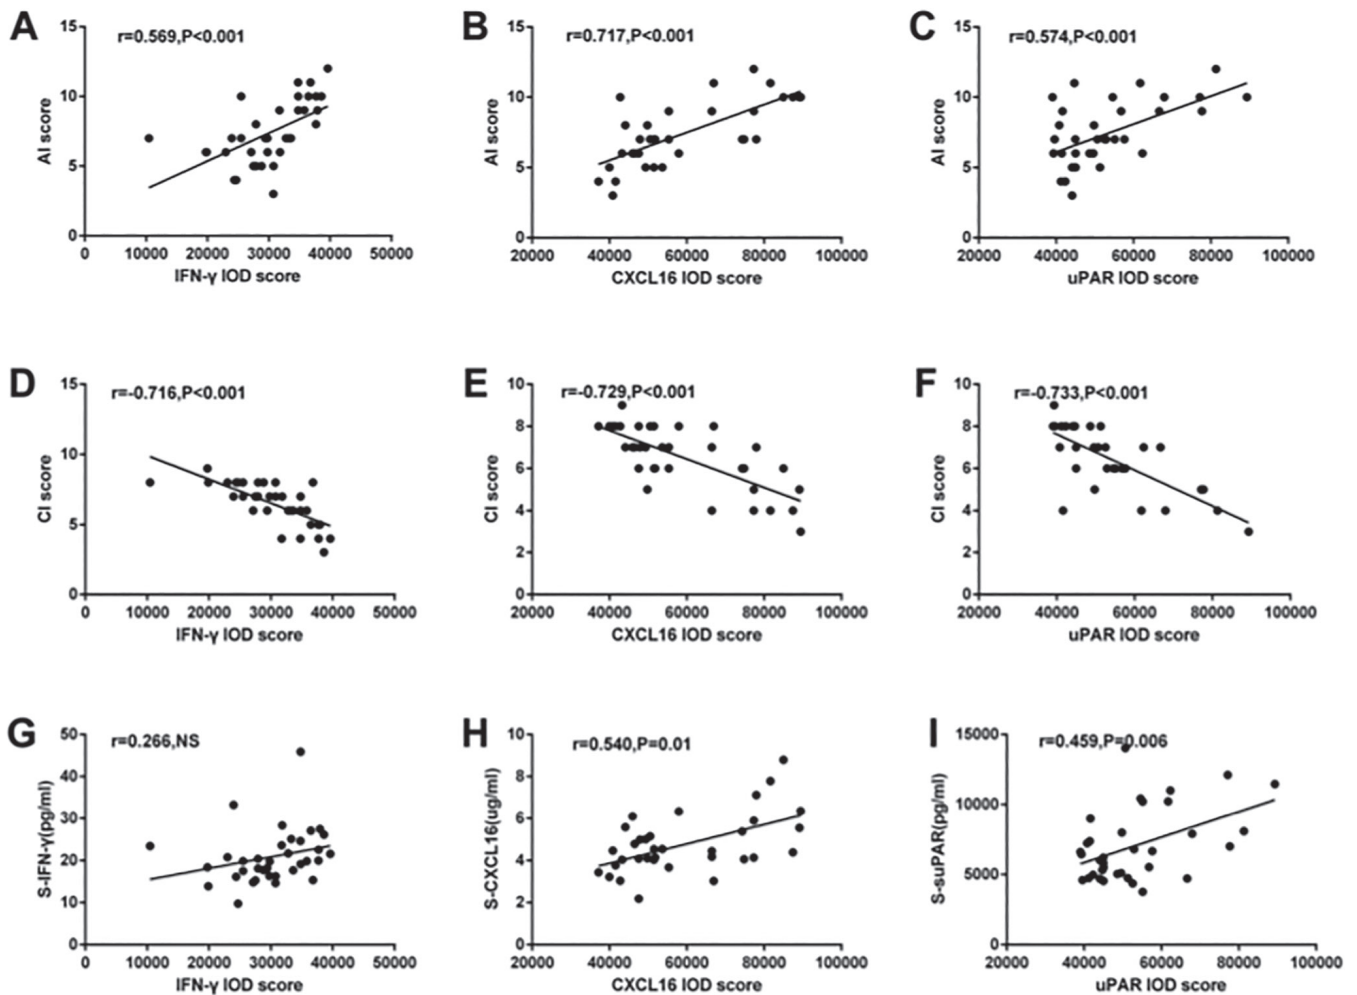 A
r=0.569,P<0.001
AI score
15
10
5
0
0 10000 20000 30000 40000 50000
IFN-γ IOD score
B
r=0.717,P<0.001
AI score
15
10
5
0
20000 40000 60000 80000 100000
CXCL16 IOD score
C
r=0.574,P<0.001
AI score
15
10
5
0
20000 40000 60000 80000 100000
uPAR IOD score
D
r=-0.716,P<0.001
CI score
15
10
5
0
0 10000 20000 30000 40000 50000
IFN-γ IOD score
E
r=-0.729,P<0.001
CI score
10
8
6
4
2
0
20000 40000 60000 80000 100000
CXCL16 IOD score
F
r=-0.733,P<0.001
CI score
10
8
6
4
2
0
20000 40000 60000 80000 100000
uPAR IOD score
G
r=0.266,NS
S-IFN-γ(pg/ml)
50
40
30
20
10
0
0 10000 20000 30000 40000 50000
IFN-γ IOD score
H
r=0.540,P=0.01
S-CXCL16(ug/ml)
10
8
6
4
2
0
20000 40000 60000 80000 100000
CXCL16 IOD score
I
r=0.459,P=0.006
S-suPAR(pg/ml)
15000
10000
5000
0
20000 40000 60000 80000 100000
uPAR IOD score